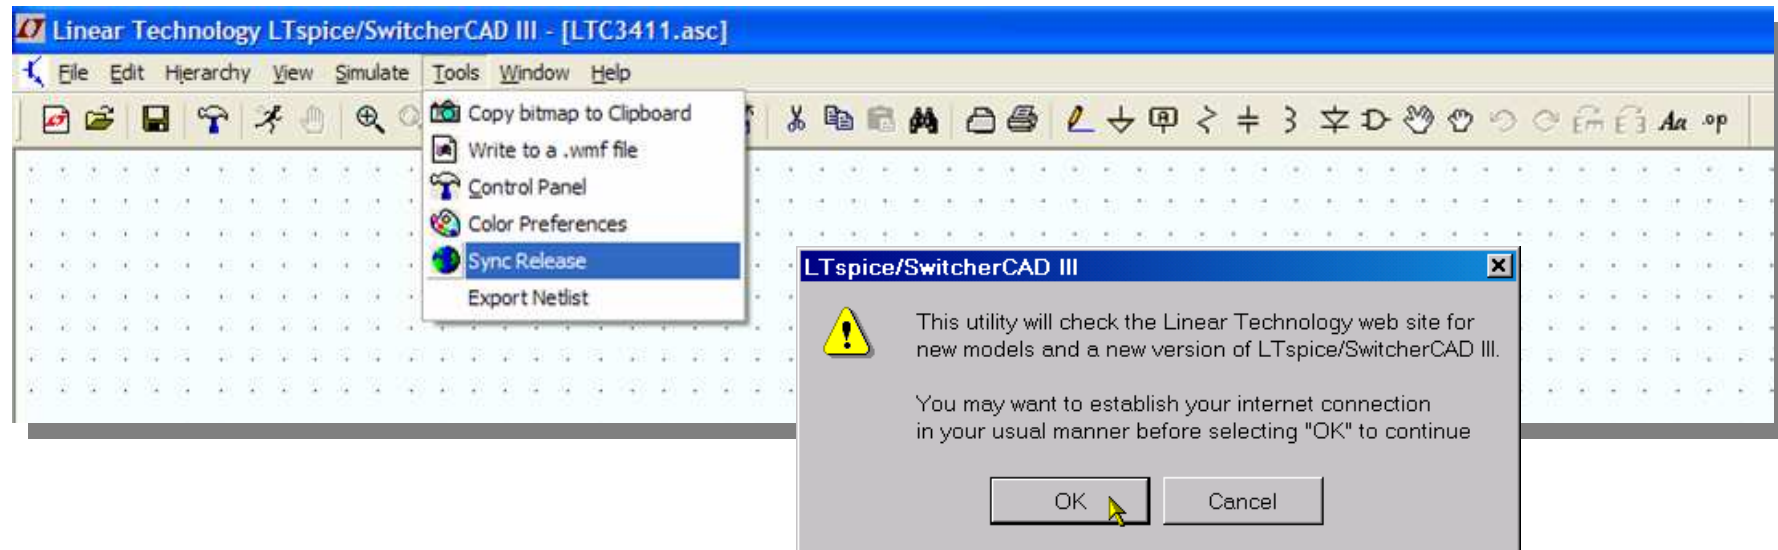 Linear Technology LTspice/SwitcherCAD III - [LTC3411.asc]
File Edit Hierarchy View Simulate Tools Window Help
Copy bitmap to Clipboard
Write to a .wmf file
Control Panel
Color Preferences
Sync Release
Export Netlist
Aa .op
LTspice/SwitcherCAD III
This utility will check the Linear Technology web site for
new models and a new version of LTspice/SwitcherCAD III.
You may want to establish your internet connection
in your usual manner before selecting "OK" to continue
OK Cancel